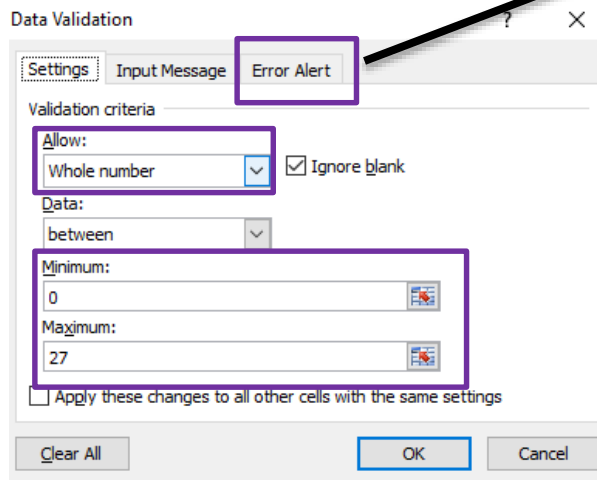 Data Validation ? ×
Settings Input Message Error Alert
Validation criteria
Allow:
Whole number Ignore blank
Data:
between
Minimum:
0
Maximum:
27
Apply these changes to all other cells with the same settings
Clear All OK Cancel